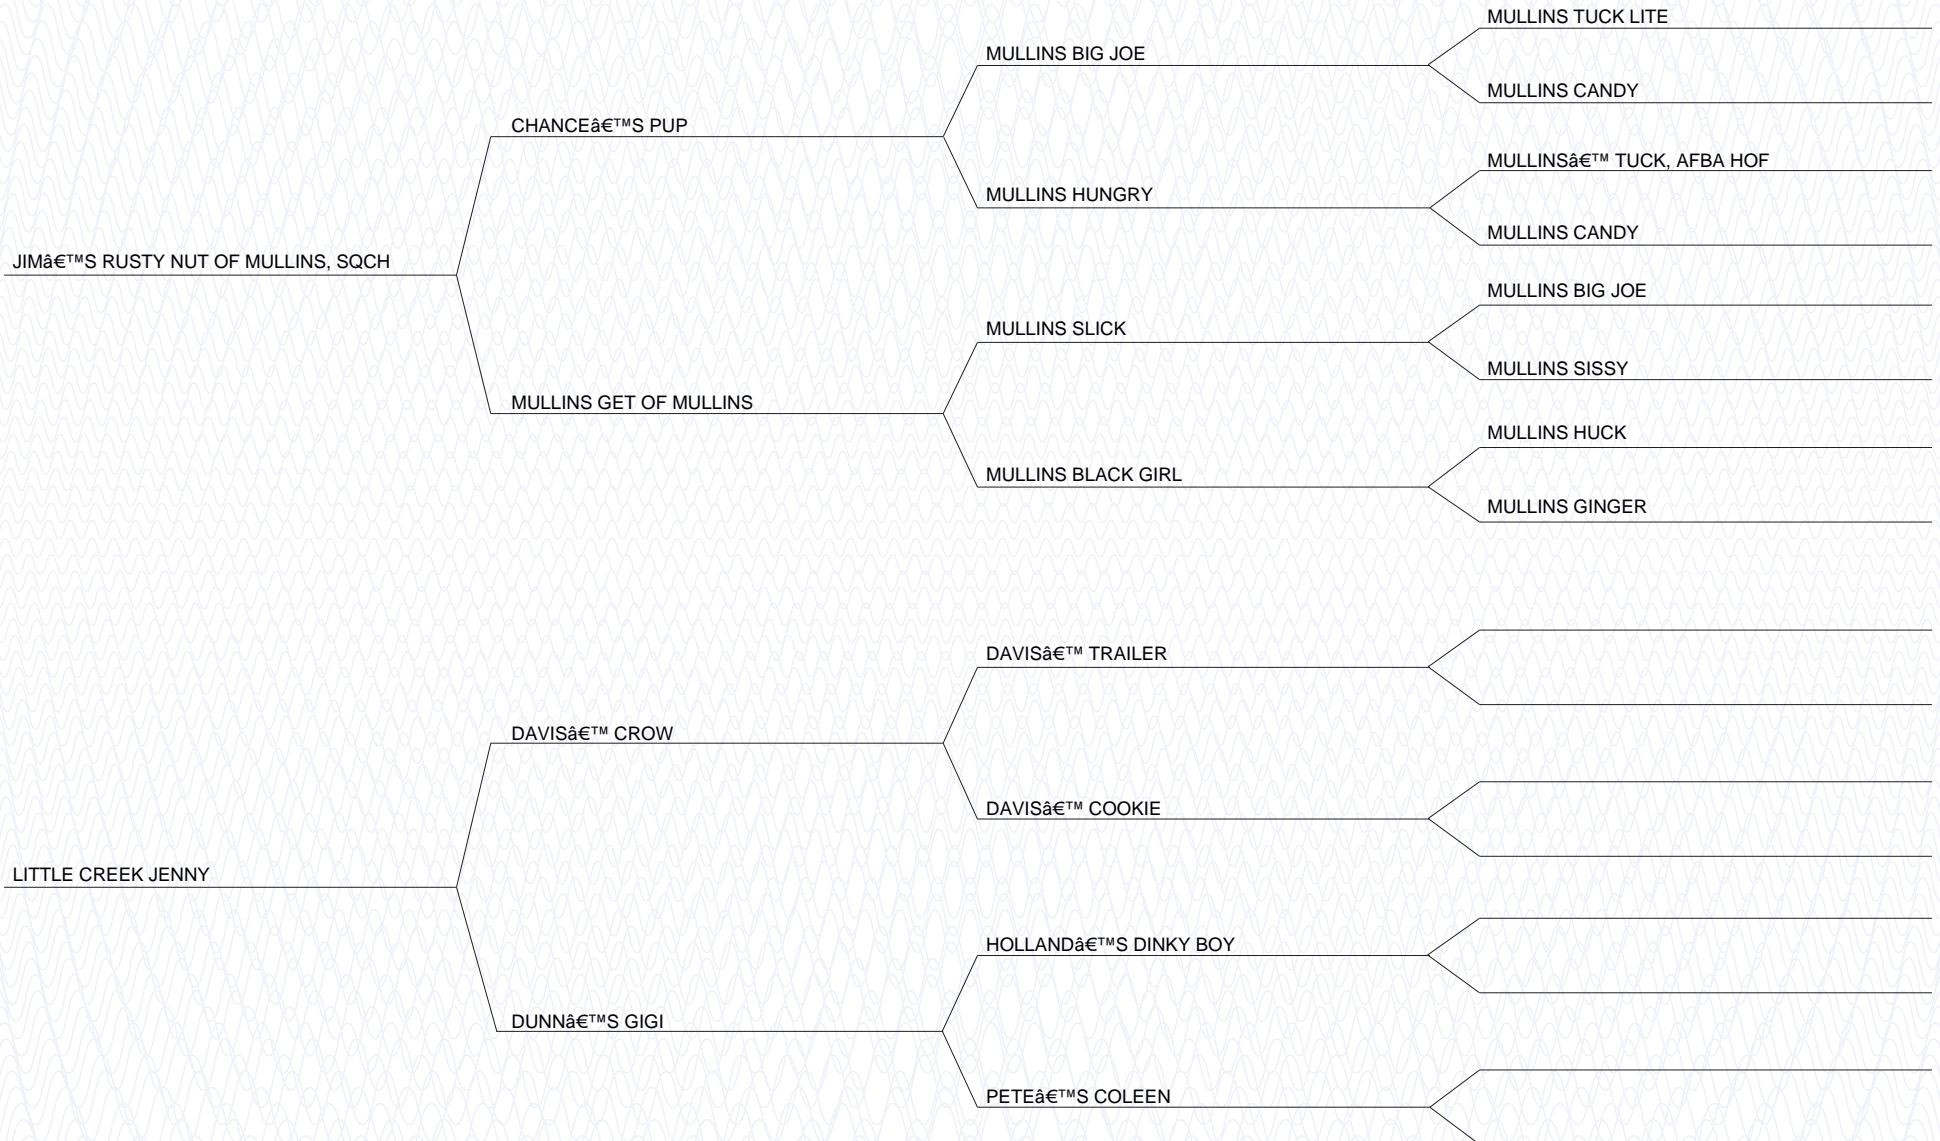 MULLINS TUCK LITE
MULLINS BIG JOE
MULLINS CANDY
CHANCEâ€™S PUP
MULLINSâ€™ TUCK, AFBA HOF
MULLINS HUNGRY
MULLINS CANDY
JIMâ€™S RUSTY NUT OF MULLINS, SQCH
MULLINS BIG JOE
MULLINS SLICK
MULLINS SISSY
MULLINS GET OF MULLINS
MULLINS HUCK
MULLINS BLACK GIRL
MULLINS GINGER
DAVISâ€™ TRAILER
DAVISâ€™ CROW
DAVISâ€™ COOKIE
LITTLE CREEK JENNY
HOLLANDâ€™S DINKY BOY
DUNNâ€™S GIGI
PETEâ€™S COLEEN